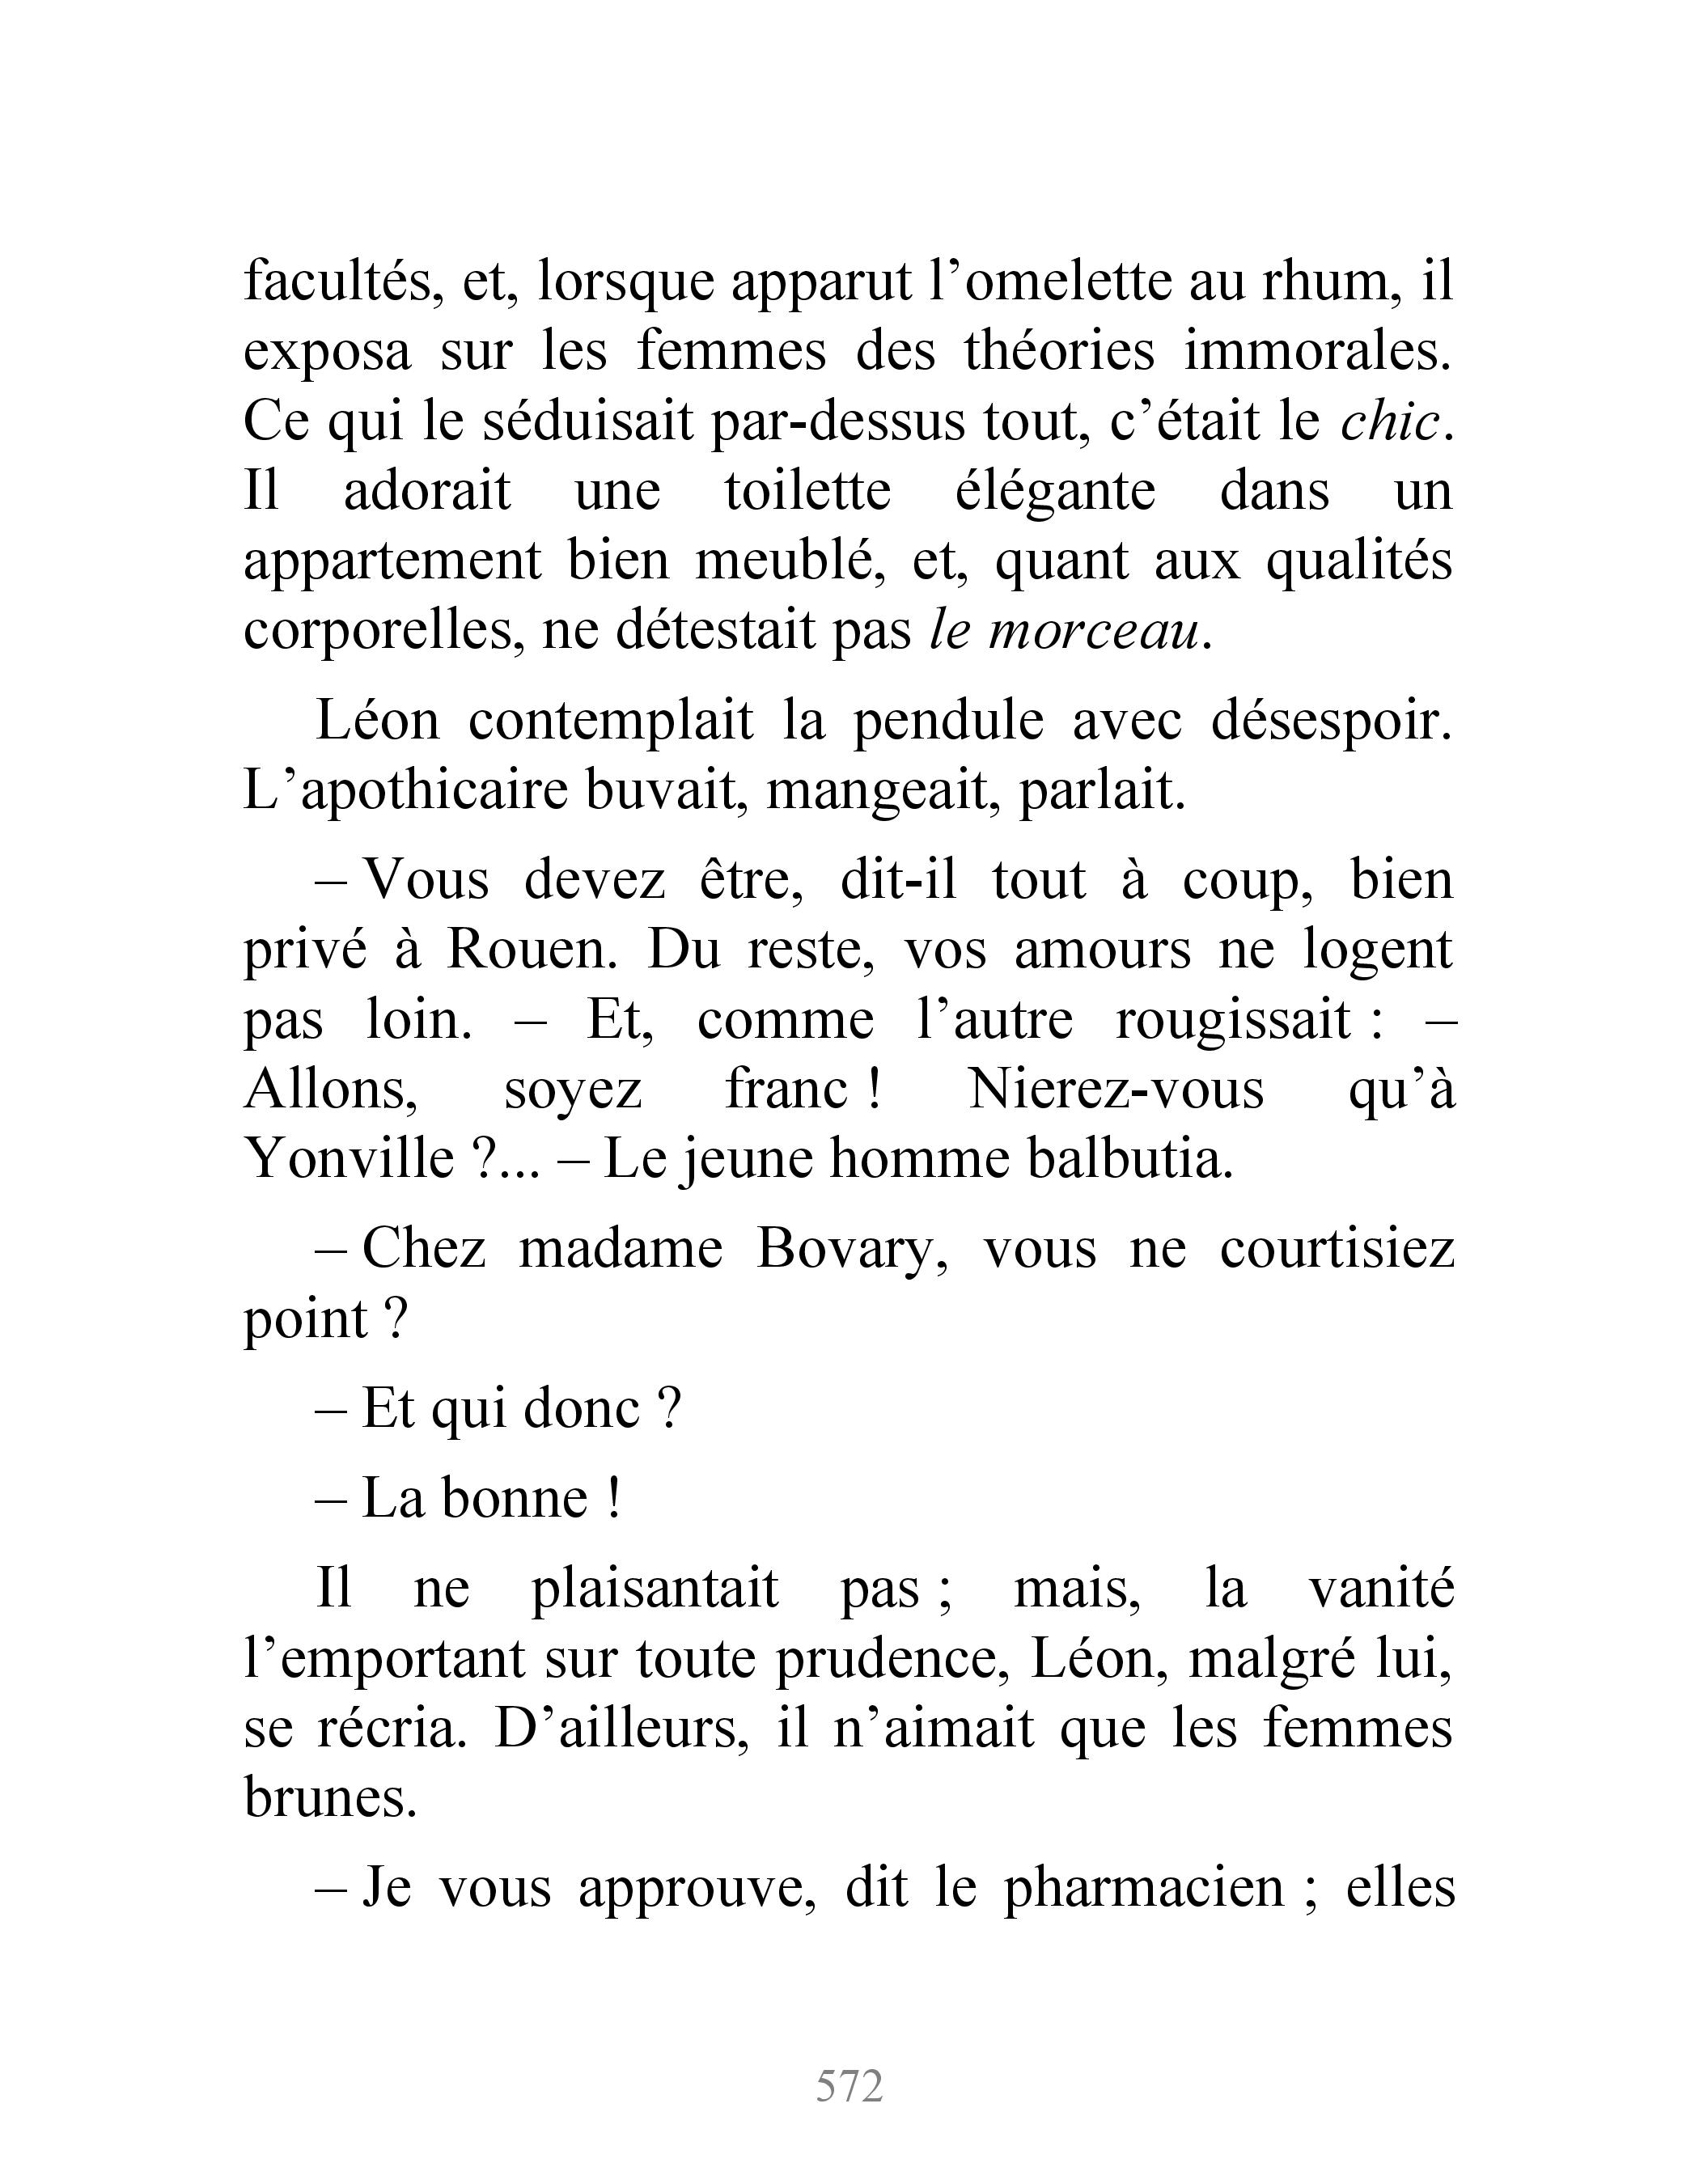 facultés, et, lorsque apparut l’omelette au rhum, il
exposa sur les femmes des théories immorales.
Ce qui le séduisait par-dessus tout, c’était le chic.
Il adorait une toilette élégante dans un
appartement bien meublé, et, quant aux qualités
corporelles, ne détestait pas le morceau.
Léon contemplait la pendule avec désespoir.
L’apothicaire buvait, mangeait, parlait.
– Vous devez être, dit-il tout à coup, bien
privé à Rouen. Du reste, vos amours ne logent
pas loin. – Et, comme l’autre rougissait : –
Allons, soyez franc ! Nierez-vous qu’à
Yonville ?... – Le jeune homme balbutia.
– Chez madame Bovary, vous ne courtisiez
point ?
– Et qui donc ?
– La bonne !
Il ne plaisantait pas ; mais, la vanité
l’emportant sur toute prudence, Léon, malgré lui,
se récria. D’ailleurs, il n’aimait que les femmes
brunes.
– Je vous approuve, dit le pharmacien ; elles
572